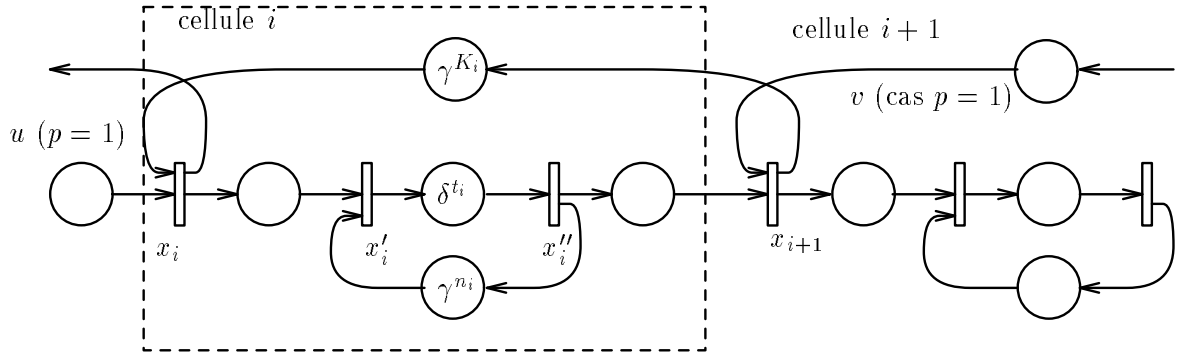 cellule i
cellule i + 1
γ^{K_i}
v (cas p = 1)
u (p = 1)
δ^{t_i}
x_i
x′_i
x′′_i
x_{i+1}
γ^{n_i}